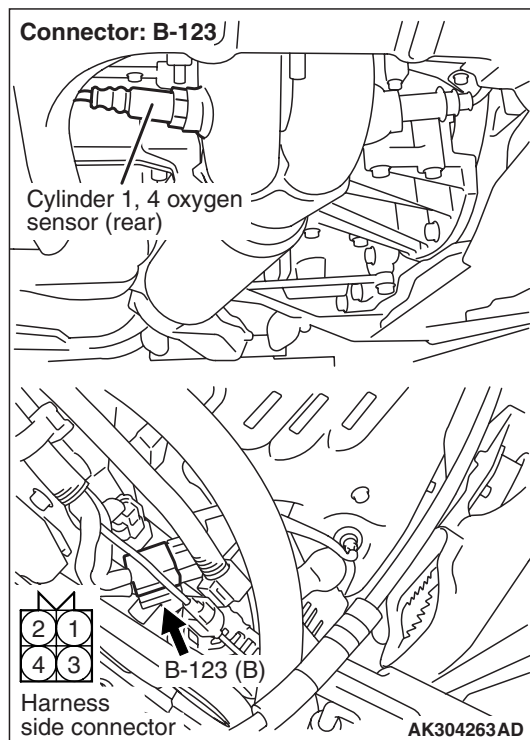 Connector: B-123
Cylinder 1, 4 oxygen
sensor (rear)
2 1
4 3
B-123 (B)
Harness
side connector
AK304263AD